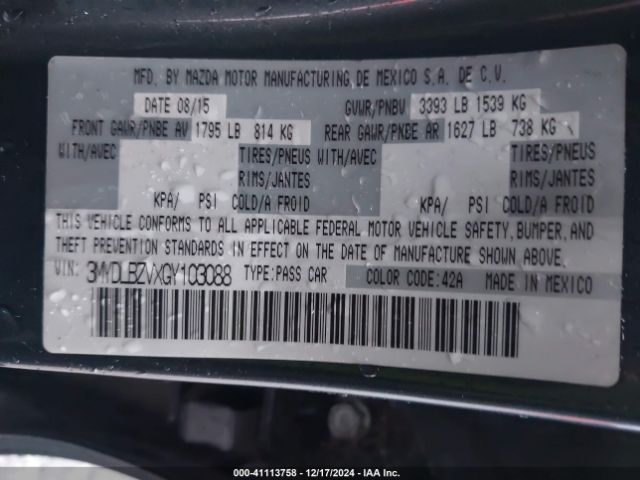 MFD. BY MAZDA MOTOR MANUFACTURING DE MEXICO S.A. DE C.V.
DATE 08/15 GVWR/PNBV 3393 LB 1539 KG
FRONT GAWR/PNBE AV 1795 LB 814 KG REAR GAWR/PNBE AR 1627 LB 738 KG
WITH/AVEC TIRES/PNEUS WITH/AVEC TIRES/PNEUS
RIMS/JANTES RIMS/JANTES
KPA/ PSI COLD/A FROID KPA/ PSI COLD/A FROID
THIS VEHICLE CONFORMS TO ALL APPLICABLE FEDERAL MOTOR VEHICLE SAFETY, BUMPER, AND
THEFT PREVENTION STANDARDS IN EFFECT ON THE DATE OF MANUFACTURE SHOWN ABOVE.
VIN: 3MYDLBZVXGY103088 TYPE:PASS CAR COLOR CODE:42A MADE IN MEXICO
000-41113758 - 12/17/2024 - IAA Inc.